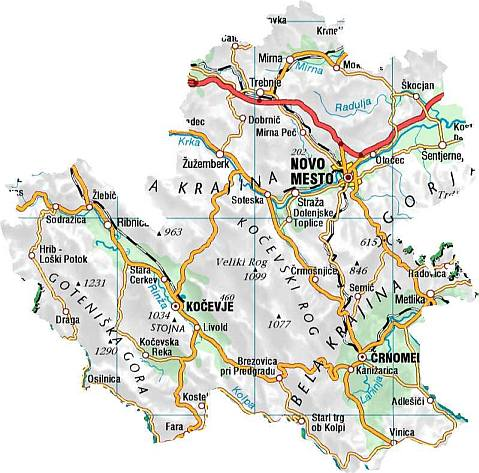 Mirna
Mirna
Trebnje
Škocjan
Radulja
Dobrnič
Mirna Peč
Krka
202
Žužemberk
NOVO
MESTO
Otočec
Šentjerne,
A KRAJINA
GORJ
Žlebič
Soteska
Straža
Dolenjske
Toplice
Sodražica
Ribnica
963
KOČEVSKI ROG
615
Hrib -
Loški Potok
Veliki Rog
1099
846
Radovica
Stara
Cerkev
Rinža
Črmošnjice
Semič
1231
460
Metlika
GOTENIŠKA GORA
KOČEVJE
1034
STOJNA
Draga
Livold
1077
BELA KRAJINA
1290
Kočevska
Reka
ČRNOMEL
Brezovica
pri Predgradu
Kanižarica
Osilnica
Kolpa
Lahinja
Kostel
Adlešiči
Fara
Stari trg
ob Kolpi
Vinica